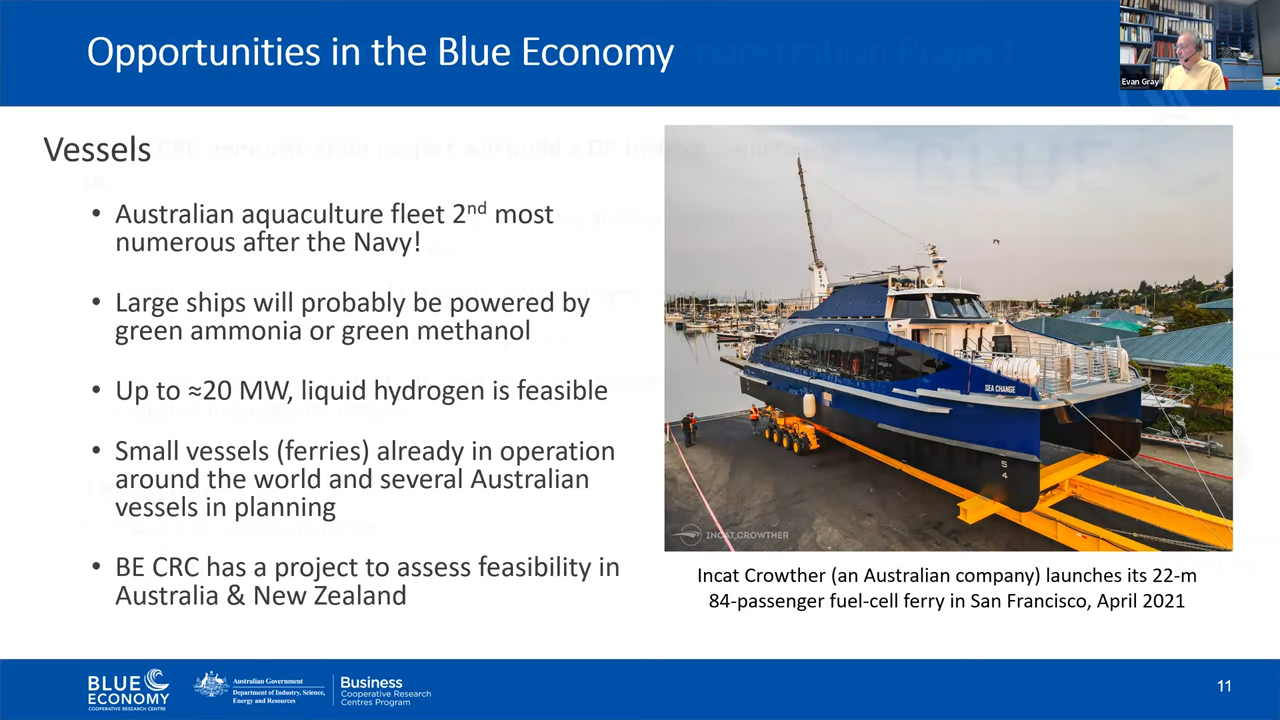 Opportunities in the Blue Economy
Evan Gray
Vessels
• Australian aquaculture fleet 2nd most
numerous after the Navy!
• Large ships will probably be powered by
green ammonia or green methanol
• Up to ≈20 MW, liquid hydrogen is feasible
• Small vessels (ferries) already in operation
around the world and several Australian
vessels in planning
• BE CRC has a project to assess feasibility in
Australia & New Zealand
SEA CHANGE
5
4
INCAT CROWTHER
Incat Crowther (an Australian company) launches its 22-m
84-passenger fuel-cell ferry in San Francisco, April 2021
BLUE
ECONOMY
COOPERATIVE RESEARCH CENTRE
Australian Government
Department of Industry, Science,
Energy and Resources
Business
Cooperative Research
Centres Program
11